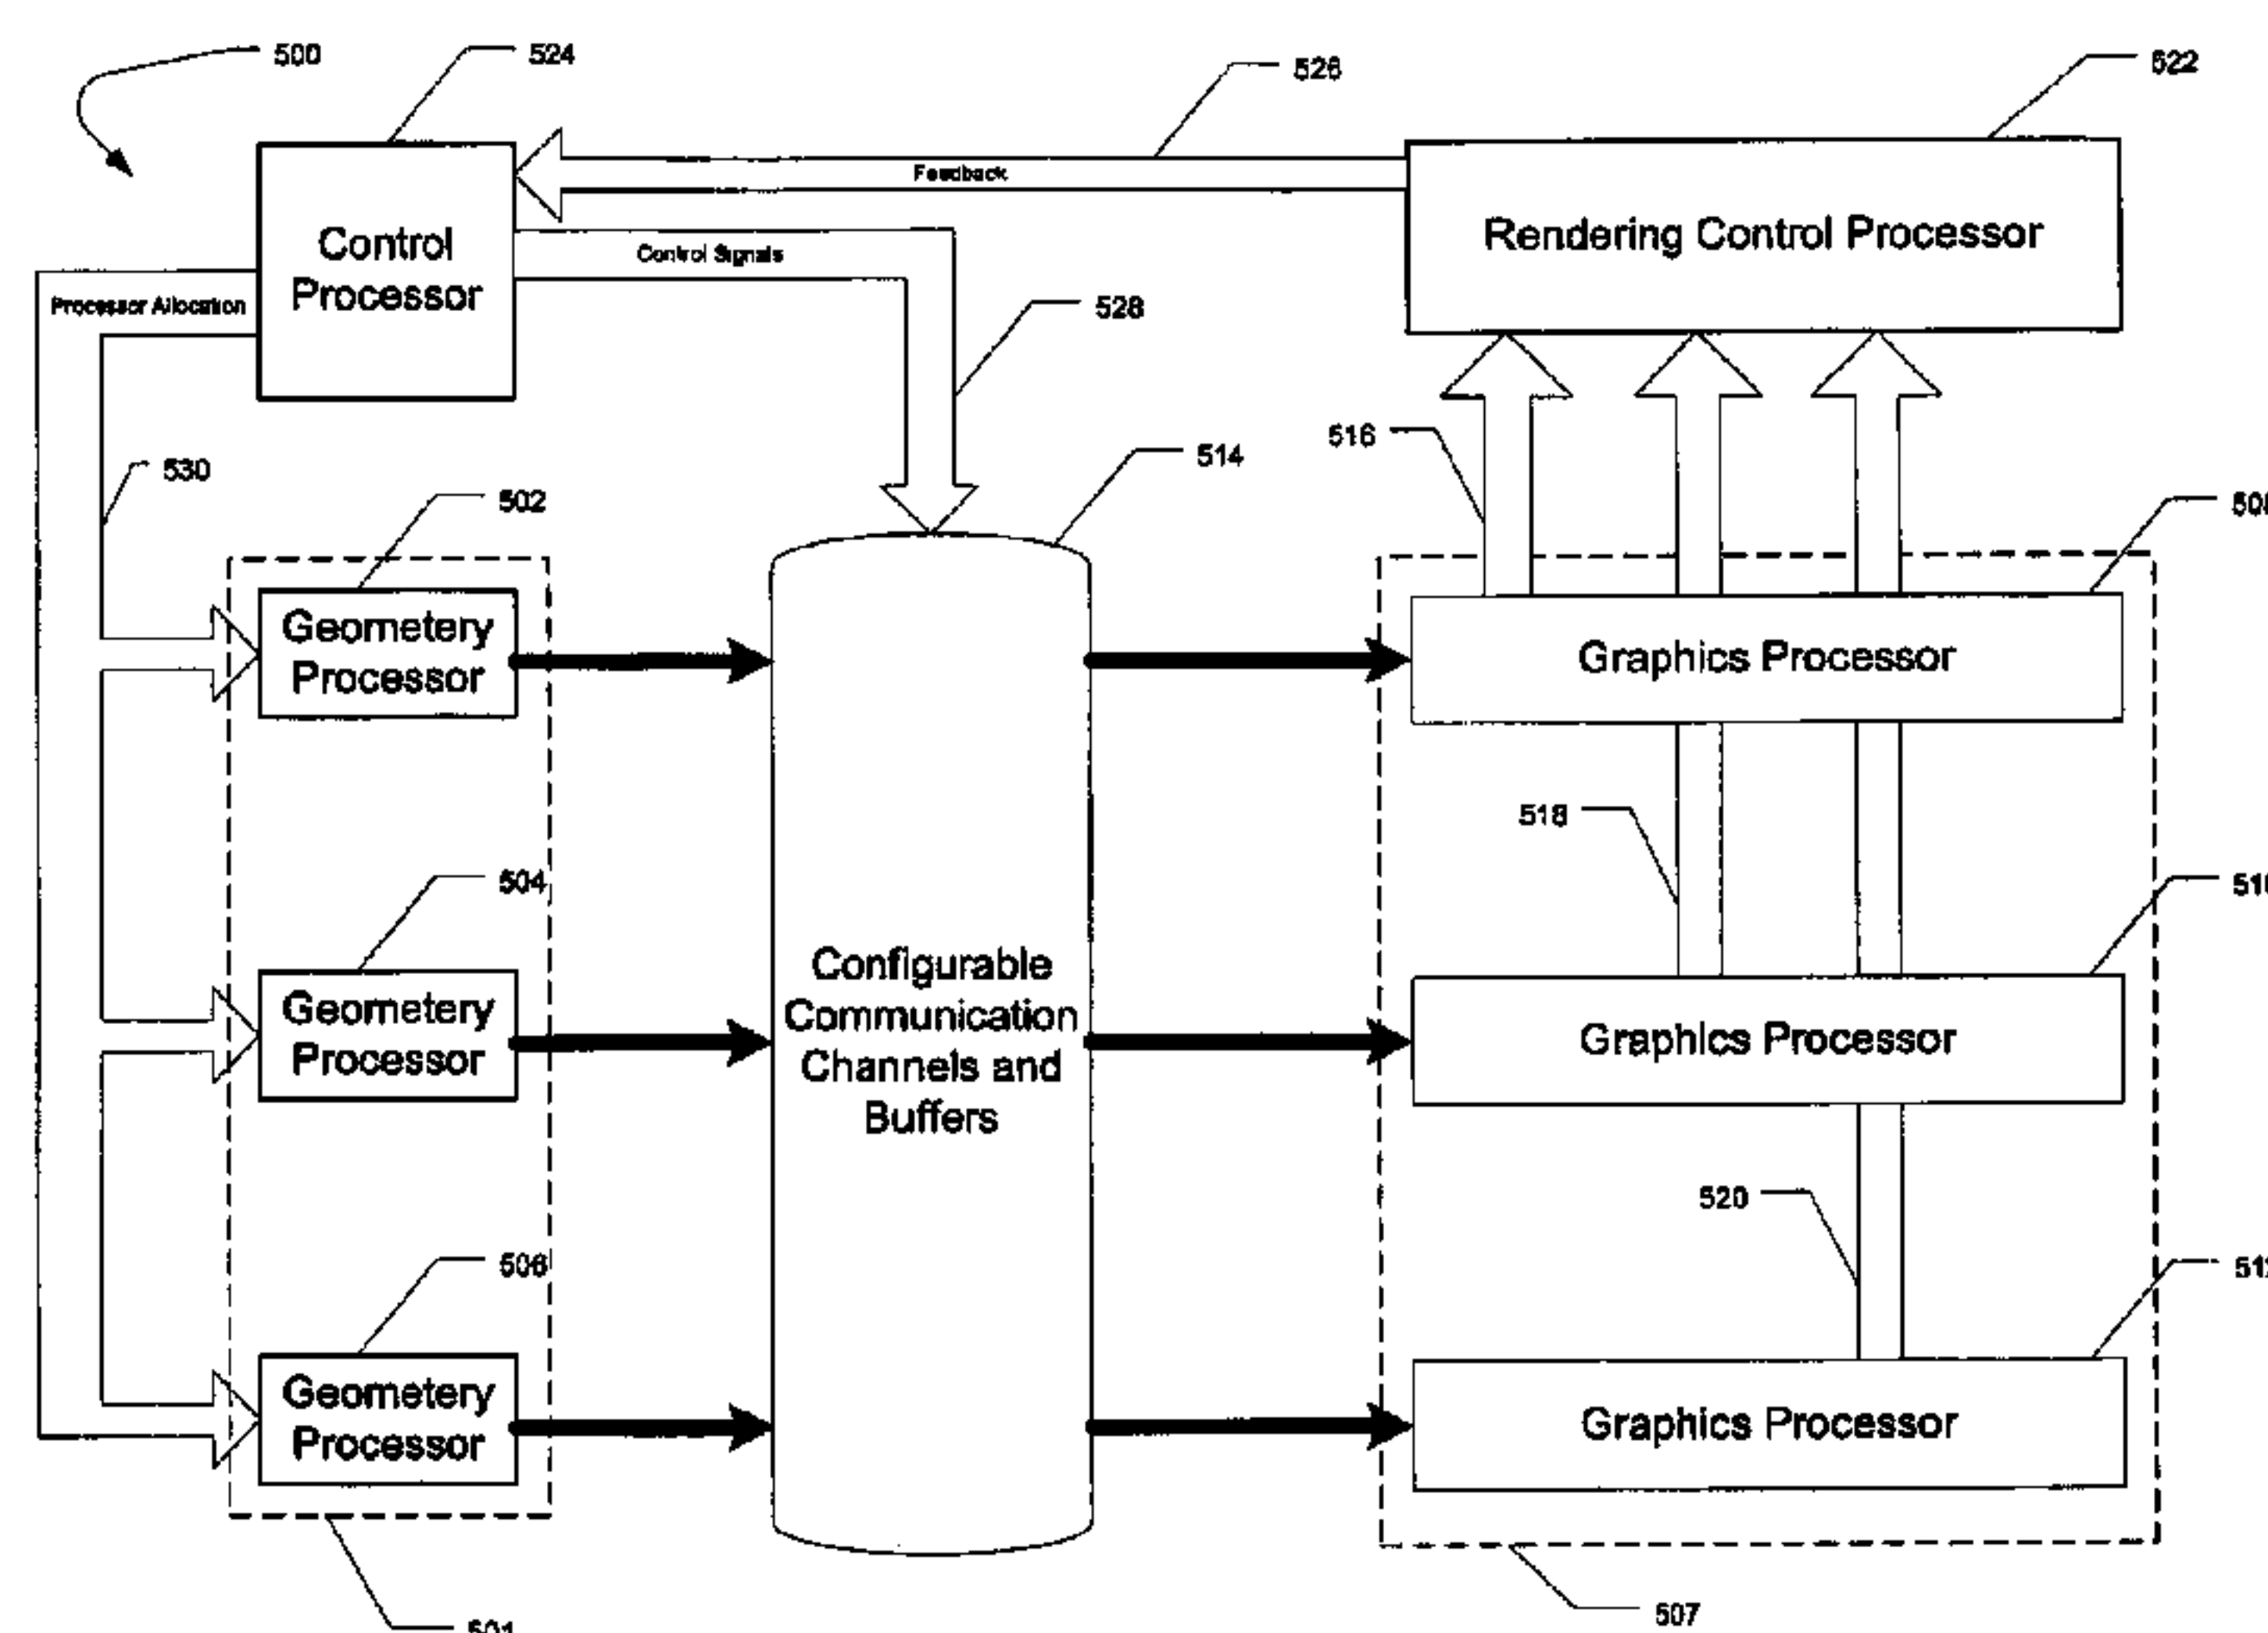 500
524
526
522
Feedback
Control
Processor
Rendering Control Processor
Control Signals
Processor Allocation
528
516
514
530
502
Geometery
Processor
Graphics Processor
518
504
Geometery
Processor
Configurable
Communication
Channels and
Buffers
Graphics Processor
520
506
Geometery
Processor
Graphics Processor
501
507